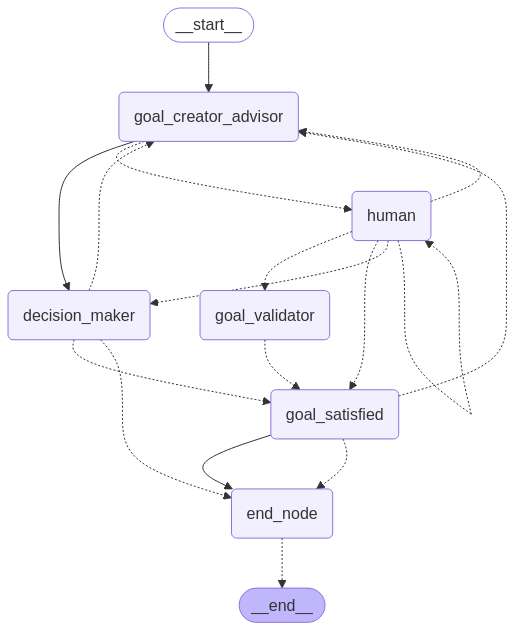 __start__
goal_creator_advisor
human
decision_maker
goal_validator
goal_satisfied
end_node
__end__